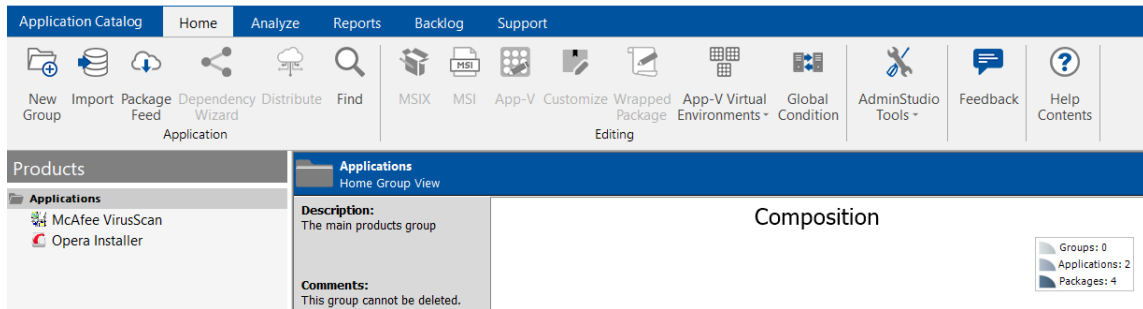 Application Catalog Home Analyze Reports Backlog Support
New Group
Import
Package Feed
Dependency Wizard
Distribute
Find
MSI
MSIX
MSI
App-V
Customize
Wrapped Package
App-V Virtual Environments
Global Condition
AdminStudio Tools
Feedback
?
Help Contents
Application
Editing
Products
Applications
McAfee VirusScan
Opera Installer
Applications
Home Group View
Description:
The main products group
Comments:
This group cannot be deleted.
Composition
Groups: 0
Applications: 2
Packages: 4